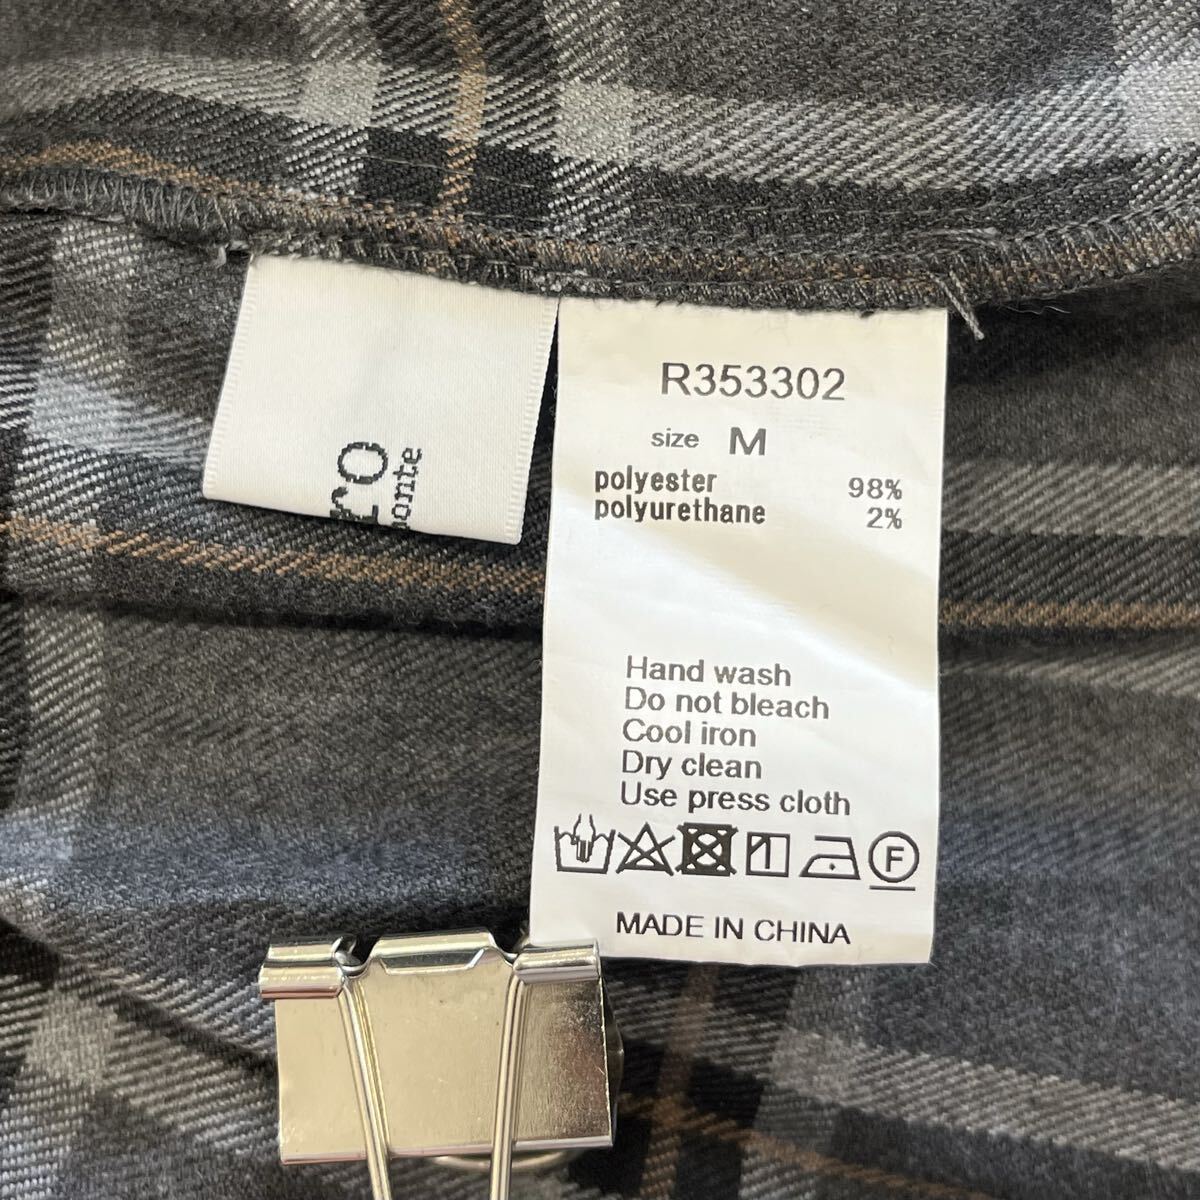 ro
R353302
size M
polyester 98%
polyurethane 2%
Hand wash
Do not bleach
Cool iron
Dry clean
Use press cloth
F
MADE IN CHINA